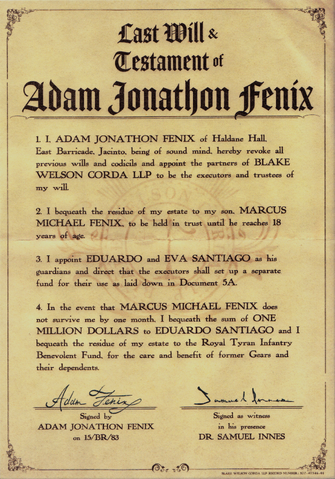 Last Will &
Testament of
Adam Jonathon Fenix
1. I, ADAM JONATHON FENIX of Haldane Hall,
East Barricade, Jacinto, being of sound mind, hereby revoke all
previous wills and codicils and appoint the partners of BLAKE
WELSON CORDA LLP to be the executors and trustees of
my will.
2. I bequeath the residue of my estate to my son, MARCUS
MICHAEL FENIX, to be held in trust until he reaches 18
years of age.
3. I appoint EDUARDO and EVA SANTIAGO as his
guardians and direct that the executors shall set up a separate
fund for their use as laid down in Document 5A.
4. In the event that MARCUS MICHAEL FENIX does
not survive me by one month, I bequeath the sum of ONE
MILLION DOLLARS to EDUARDO SANTIAGO and I
bequeath the residue of my estate to the Royal Tyran Infantry
Benevolent Fund, for the care and benefit of former Gears and
their dependents.
Adam Fenix
Samuel Innes
Signed by
ADAM JONATHON FENIX
on 15/BR/83
Signed as witness
in his presence
DR. SAMUEL INNES
BLAKE WELSON CORDA LLP RECORD NUMBER: